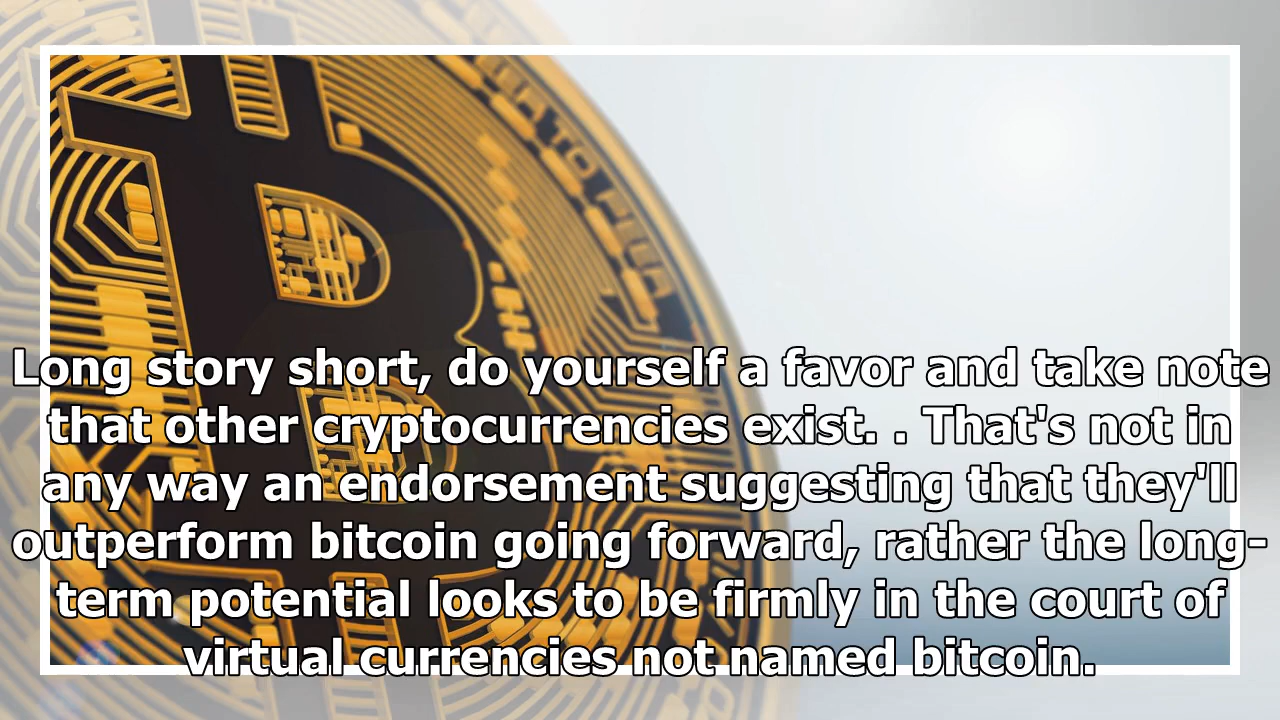 Long story short, do yourself a favor and take note
that other cryptocurrencies exist. . That's not in
any way an endorsement suggesting that they'll
outperform bitcoin going forward, rather the long-
term potential looks to be firmly in the court of
virtual currencies not named bitcoin.